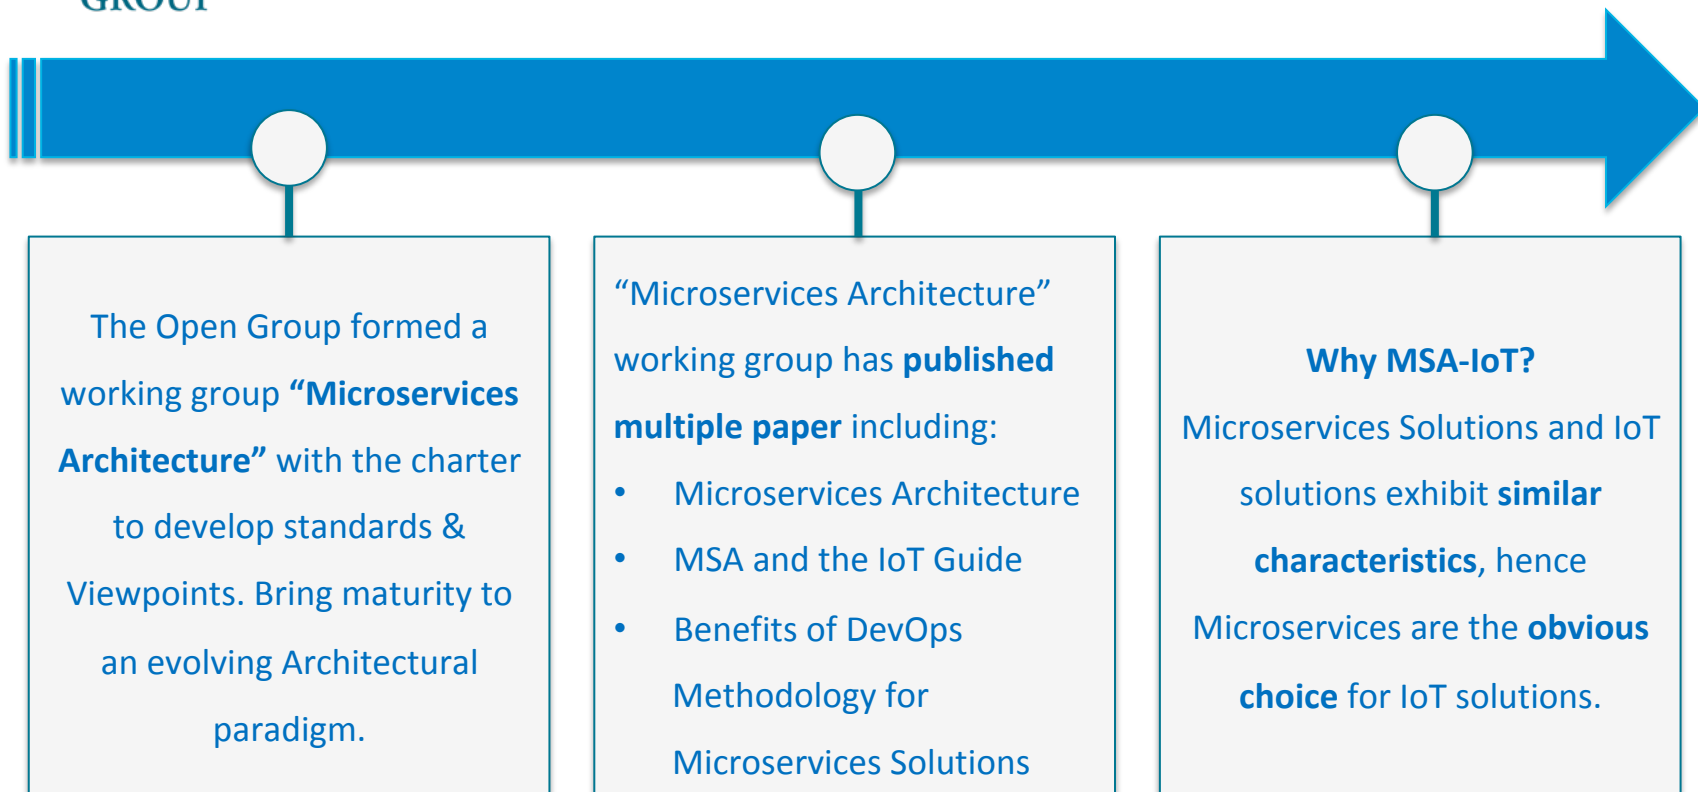 GROUP
The Open Group formed a
working group “Microservices
Architecture” with the charter
to develop standards &
Viewpoints. Bring maturity to
an evolving Architectural
paradigm.
“Microservices Architecture”
working group has published
multiple paper including:
• Microservices Architecture
• MSA and the IoT Guide
• Benefits of DevOps
Methodology for
Microservices Solutions
Why MSA-IoT?
Microservices Solutions and IoT
solutions exhibit similar
characteristics, hence
Microservices are the obvious
choice for IoT solutions.